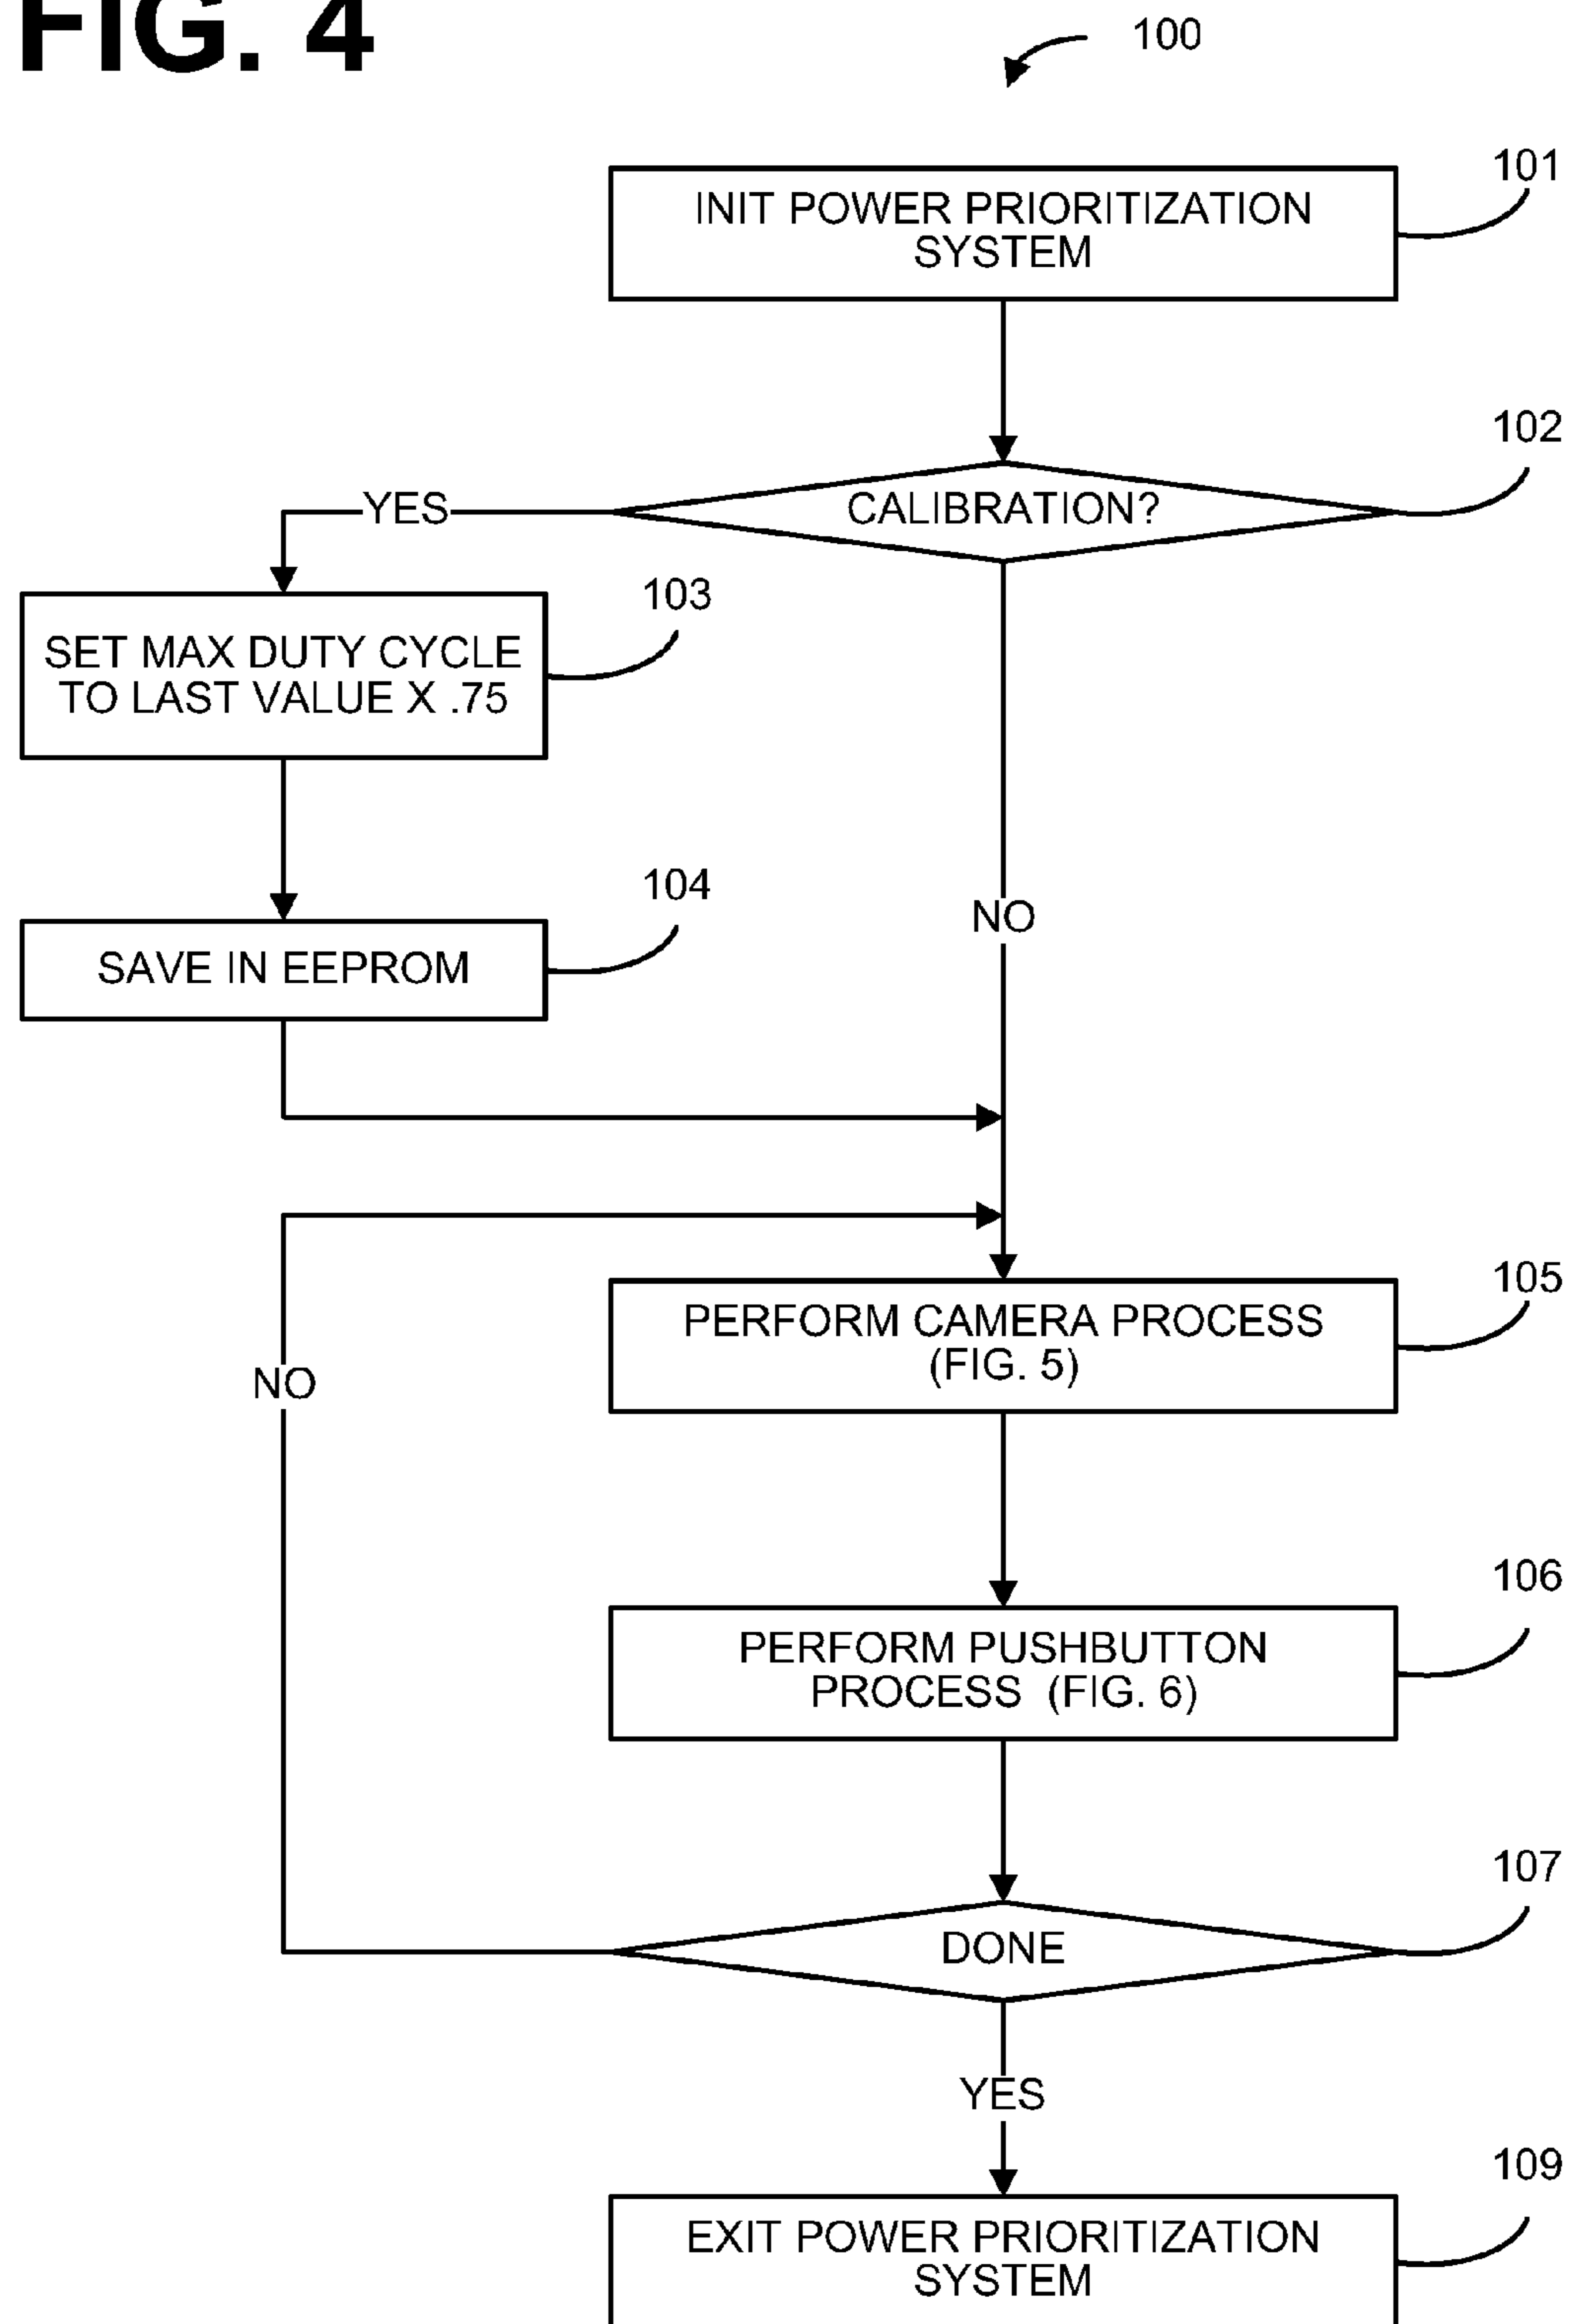 FIG. 4
100
101
INIT POWER PRIORITIZATION
SYSTEM
102
CALIBRATION?
YES
103
SET MAX DUTY CYCLE
TO LAST VALUE X .75
104
SAVE IN EEPROM
NO
105
PERFORM CAMERA PROCESS
(FIG. 5)
NO
106
PERFORM PUSHBUTTON
PROCESS (FIG. 6)
107
DONE
YES
109
EXIT POWER PRIORITIZATION
SYSTEM